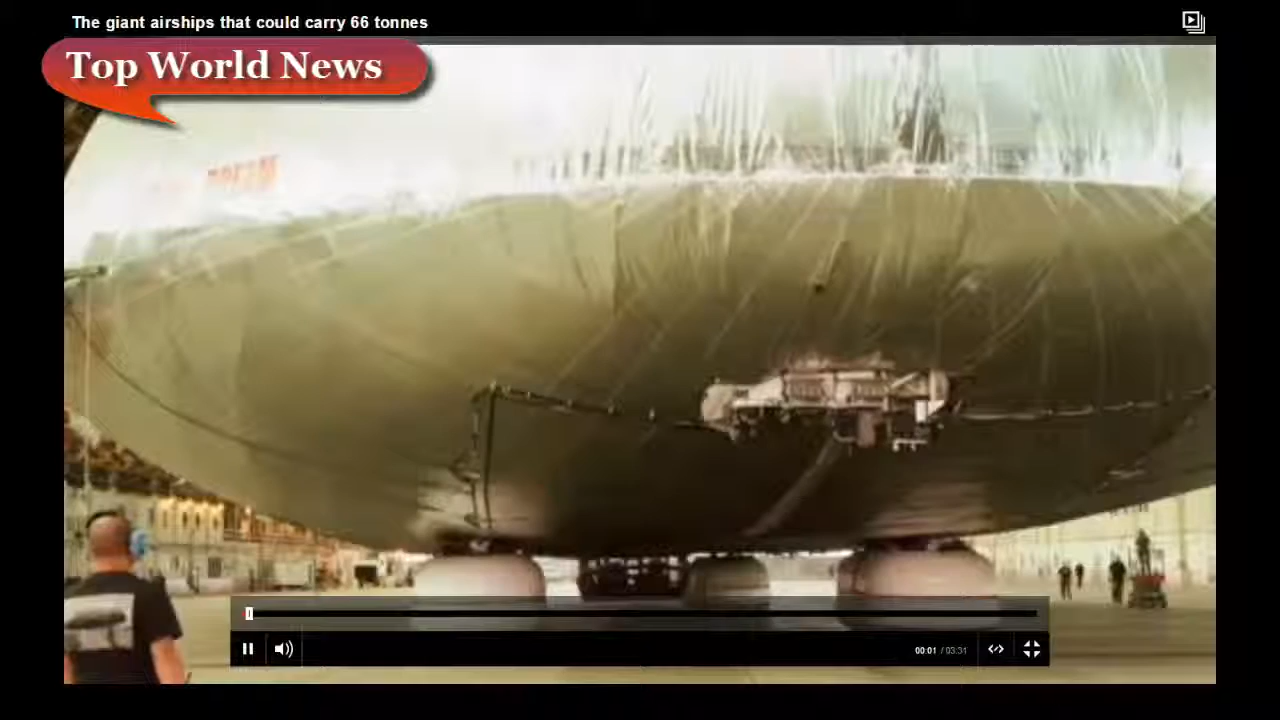 The giant airships that could carry 66 tonnes
Top World News
00:01 / 03:31